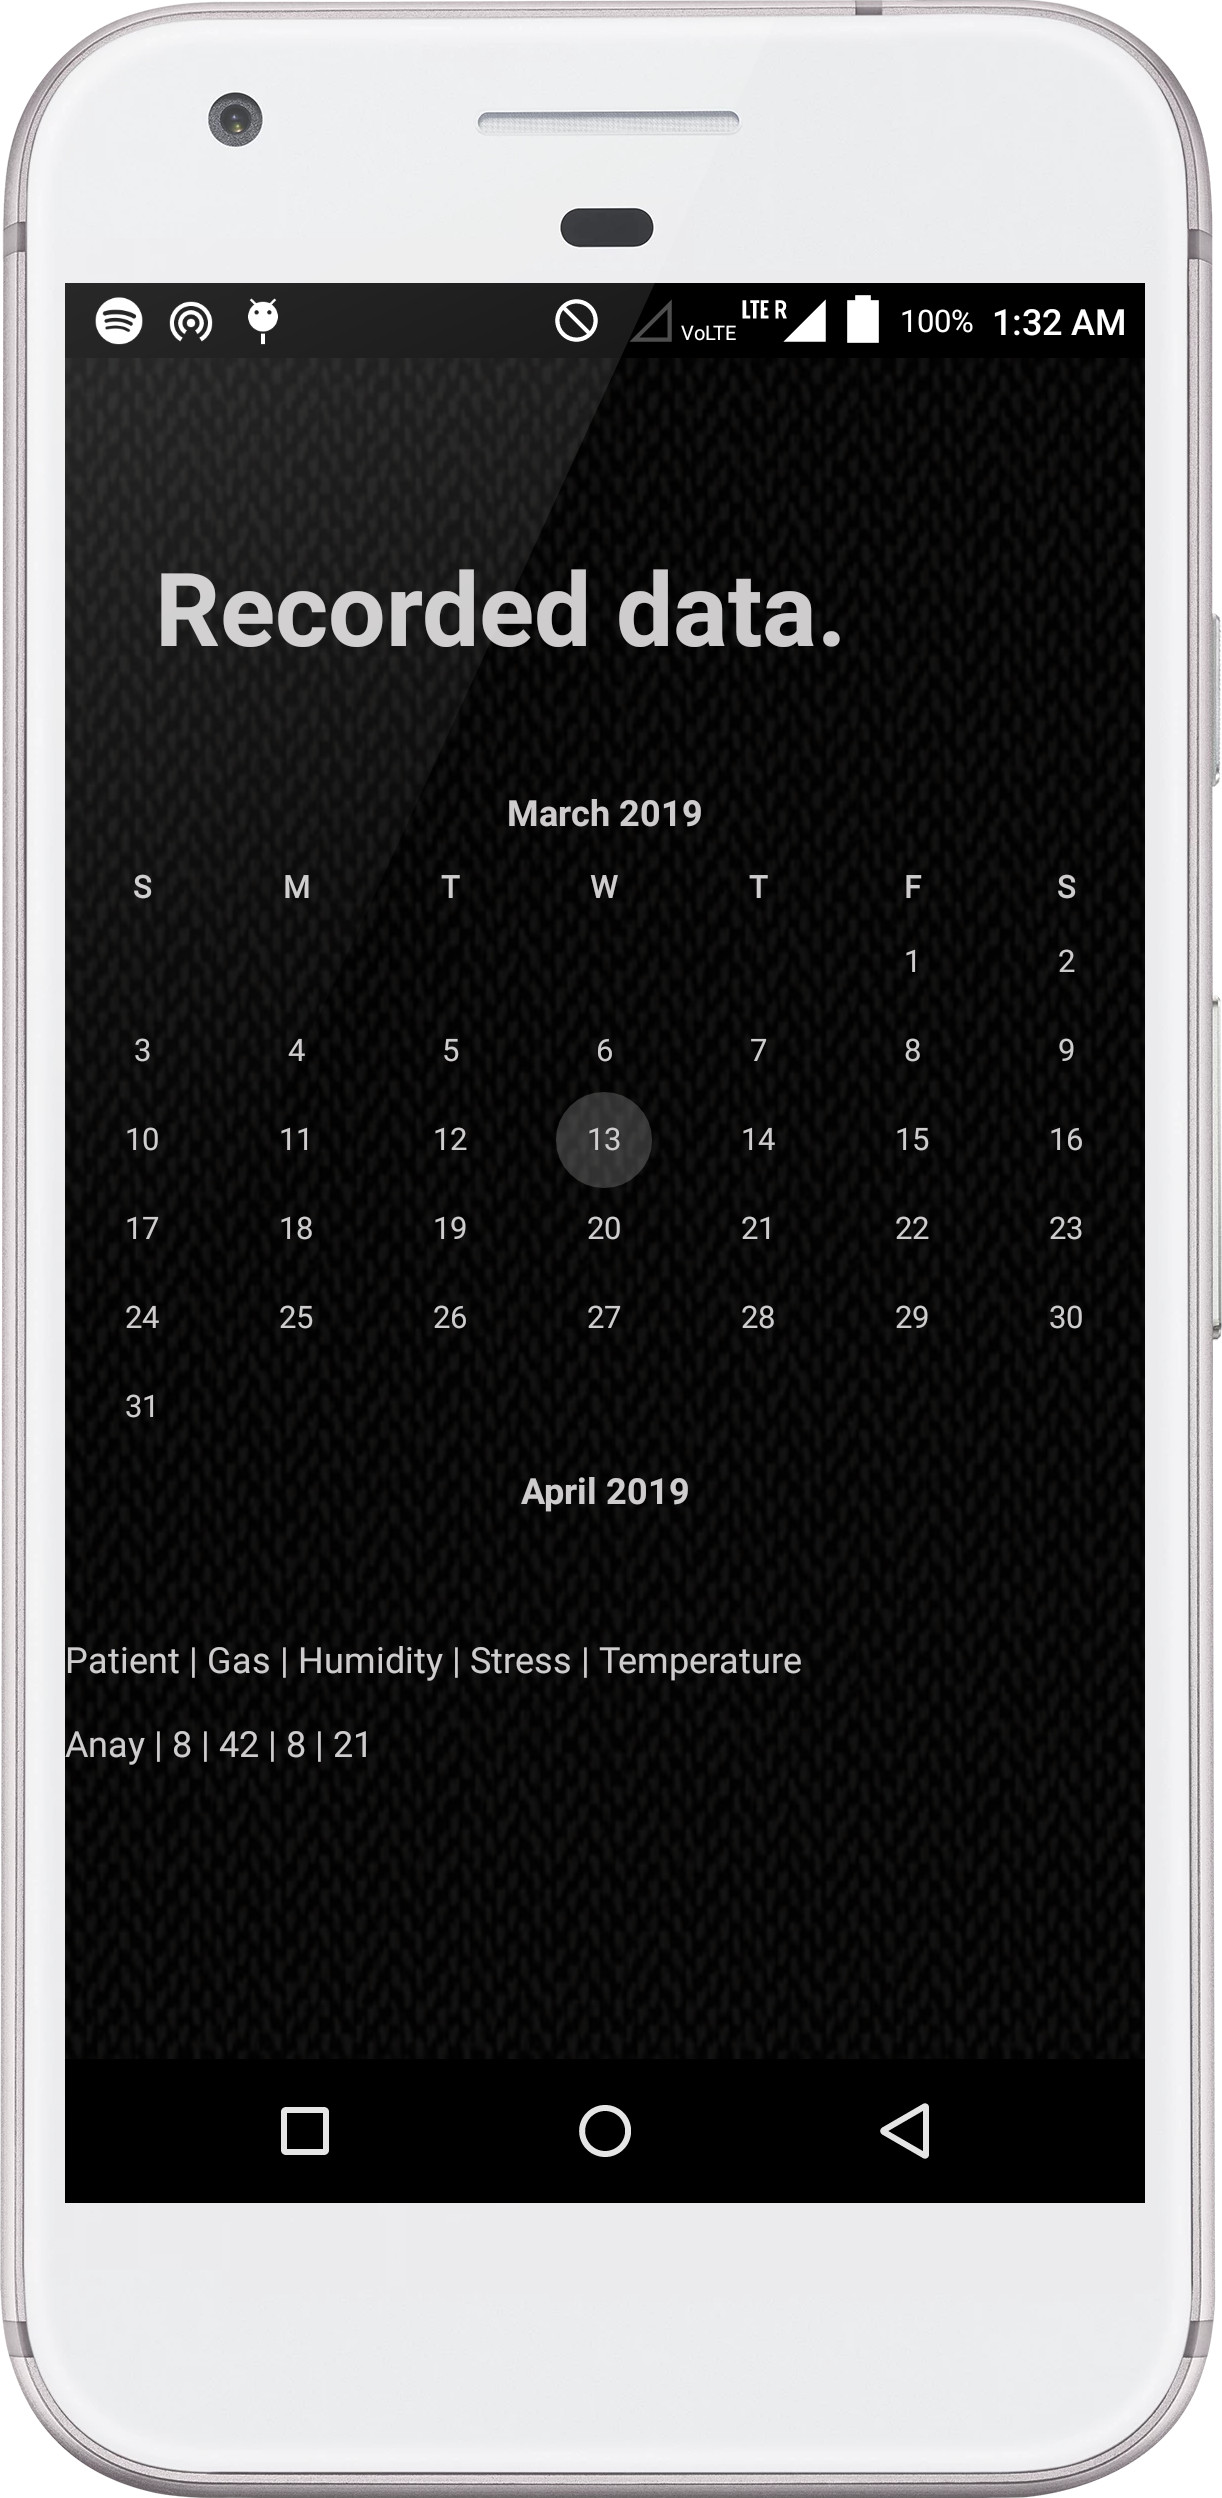 VoLTE LTE R 100% 1:32 AM
Recorded data.
March 2019
S M T W T F S
1 2
3 4 5 6 7 8 9
10 11 12 13 14 15 16
17 18 19 20 21 22 23
24 25 26 27 28 29 30
31
April 2019
Patient | Gas | Humidity | Stress | Temperature
Anay | 8 | 42 | 8 | 21